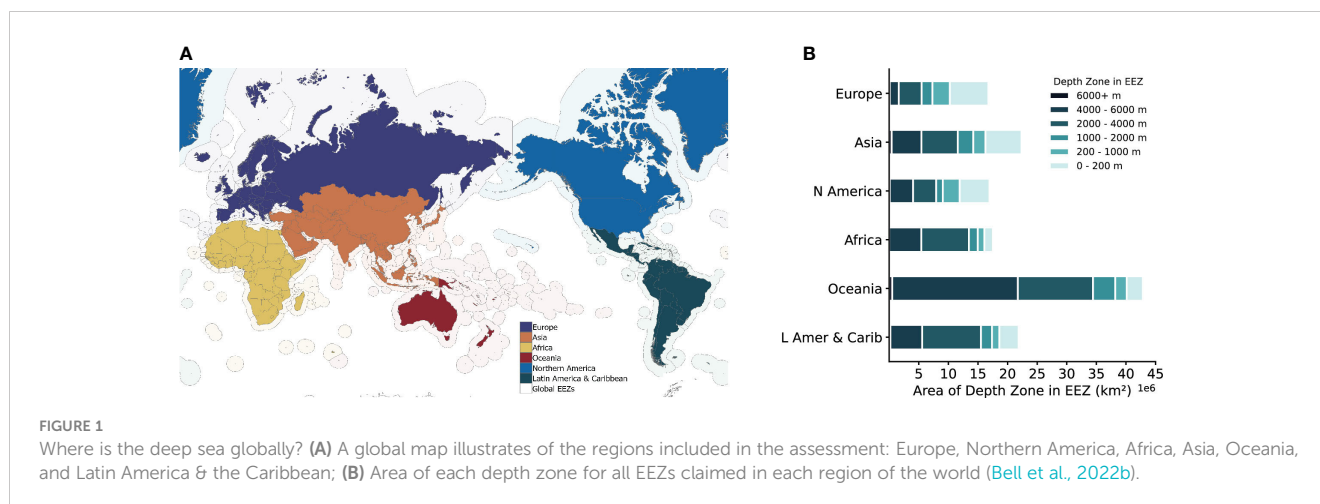 A
Europe
Asia
Africa
Oceania
Northern America
Latin America & Caribbean
Global EEZs
B
Depth Zone in EEZ
6000+ m
4000 - 6000 m
2000 - 4000 m
1000 - 2000 m
200 - 1000 m
0 - 200 m
Europe
Asia
N America
Africa
Oceania
L Amer & Carib
5 10 15 20 25 30 35 40 45
Area of Depth Zone in EEZ (km²) 1e6
FIGURE 1
Where is the deep sea globally? (A) A global map illustrates of the regions included in the assessment: Europe, Northern America, Africa, Asia, Oceania,
and Latin America & the Caribbean; (B) Area of each depth zone for all EEZs claimed in each region of the world (Bell et al., 2022b).